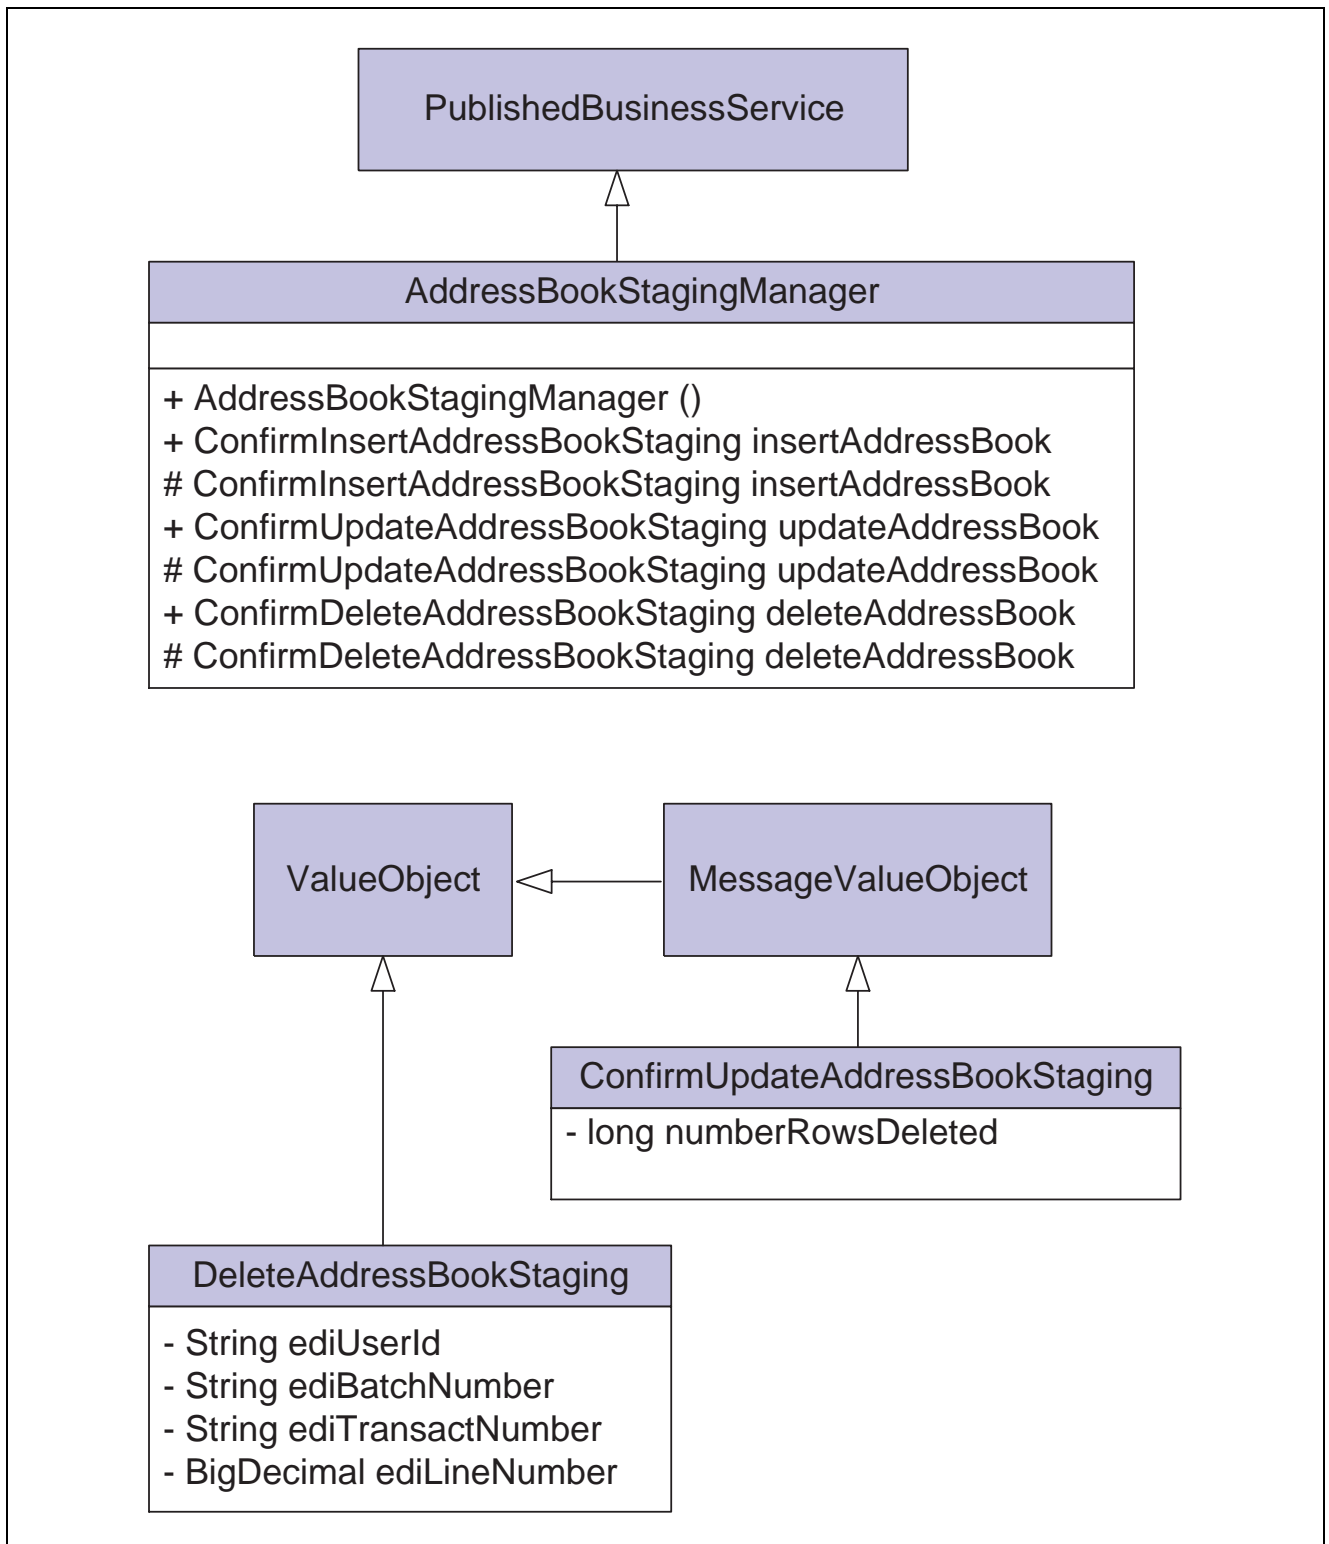 PublishedBusinessService
AddressBookStagingManager
+ AddressBookStagingManager ()
+ ConfirmInsertAddressBookStaging insertAddressBook
# ConfirmInsertAddressBookStaging insertAddressBook
+ ConfirmUpdateAddressBookStaging updateAddressBook
# ConfirmUpdateAddressBookStaging updateAddressBook
+ ConfirmDeleteAddressBookStaging deleteAddressBook
# ConfirmDeleteAddressBookStaging deleteAddressBook
ValueObject
MessageValueObject
ConfirmUpdateAddressBookStaging
- long numberRowsDeleted
DeleteAddressBookStaging
- String ediUserId
- String ediBatchNumber
- String ediTransactNumber
- BigDecimal ediLineNumber